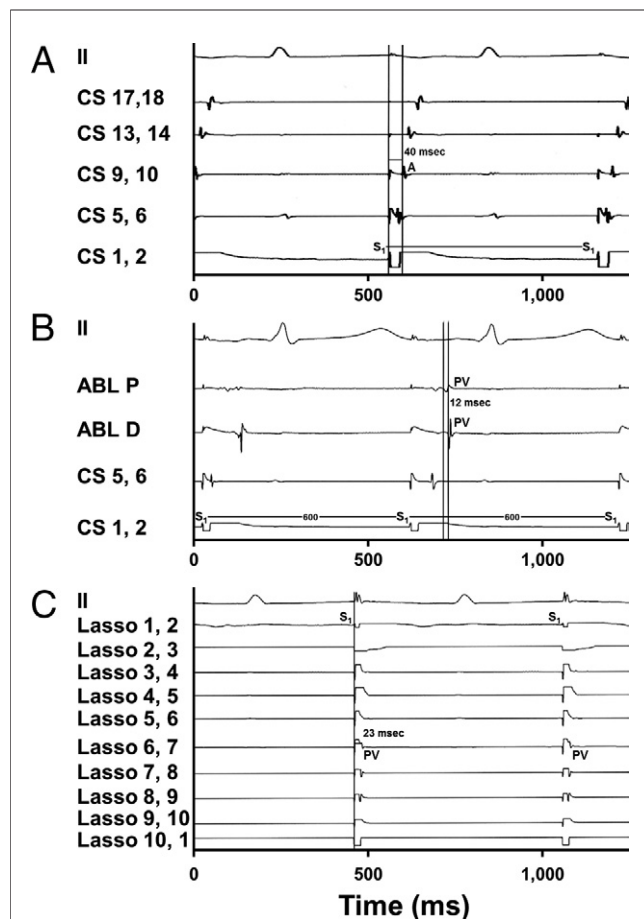 A
II
CS 17,18
CS 13, 14
40 msec
CS 9, 10
A
CS 5, 6
S1 S1
CS 1, 2
0 500 1,000
B
II
ABL P
PV
12 msec
ABL D
PV
CS 5, 6
S1 600 S1 600 S1
CS 1, 2
0 500 1,000
C
II
S1 S1
Lasso 1, 2
Lasso 2, 3
Lasso 3, 4
Lasso 4, 5
Lasso 5, 6
23 msec
Lasso 6, 7
PV PV
Lasso 7, 8
Lasso 8, 9
Lasso 9, 10
Lasso 10, 1
0 500 1,000
Time (ms)